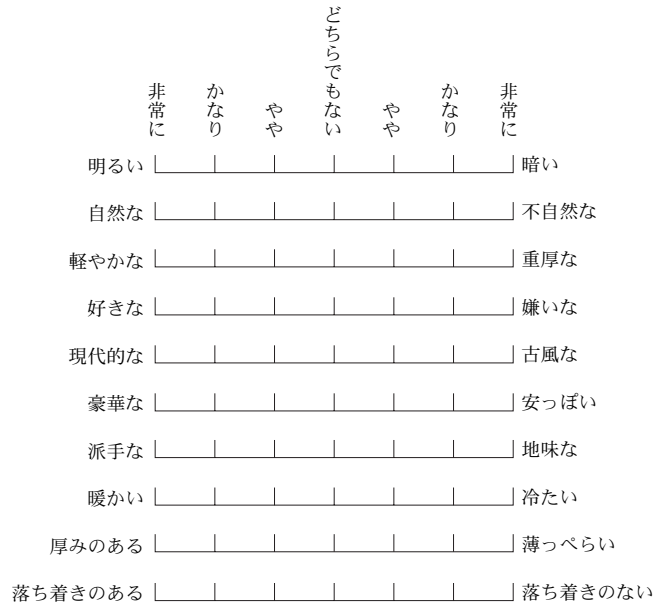 非常に かなり やや どちらでもない やや かなり 非常に
明るい 暗い
自然な 不自然な
軽やかな 重厚な
好きな 嫌いな
現代的な 古風な
豪華な 安っぽい
派手な 地味な
暖かい 冷たい
厚みのある 薄っぺらい
落ち着きのある 落ち着きのない